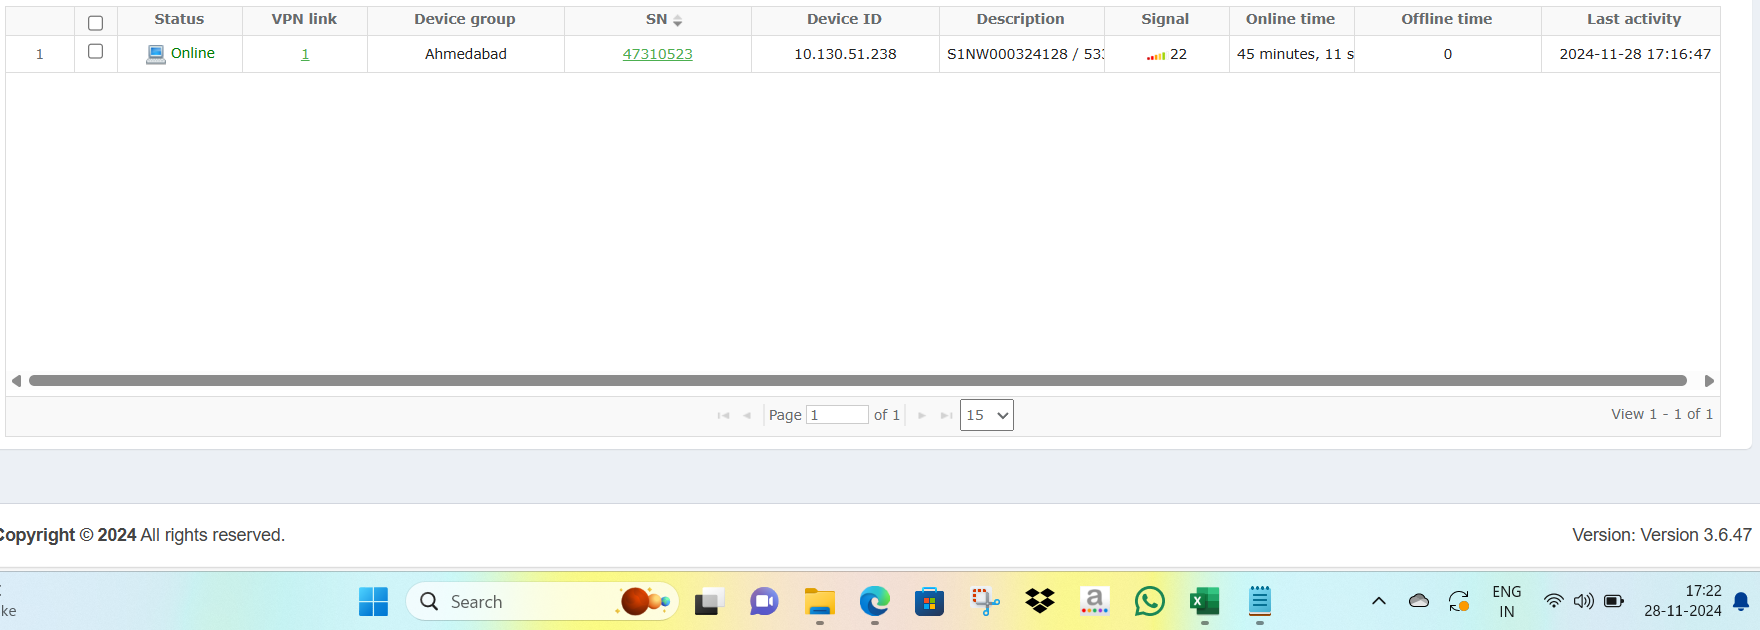 Status VPN link Device group SN Device ID Description Signal Online time Offline time Last activity
1 Online 1 Ahmedabad 47310523 10.130.51.238 S1NW000324128 / 53 22 45 minutes, 11 s 0 2024-11-28 17:16:47
Page 1 of 1 15 View 1 - 1 of 1
Copyright © 2024 All rights reserved. Version: Version 3.6.47
ke Search a X ENG IN 17:22
28-11-2024